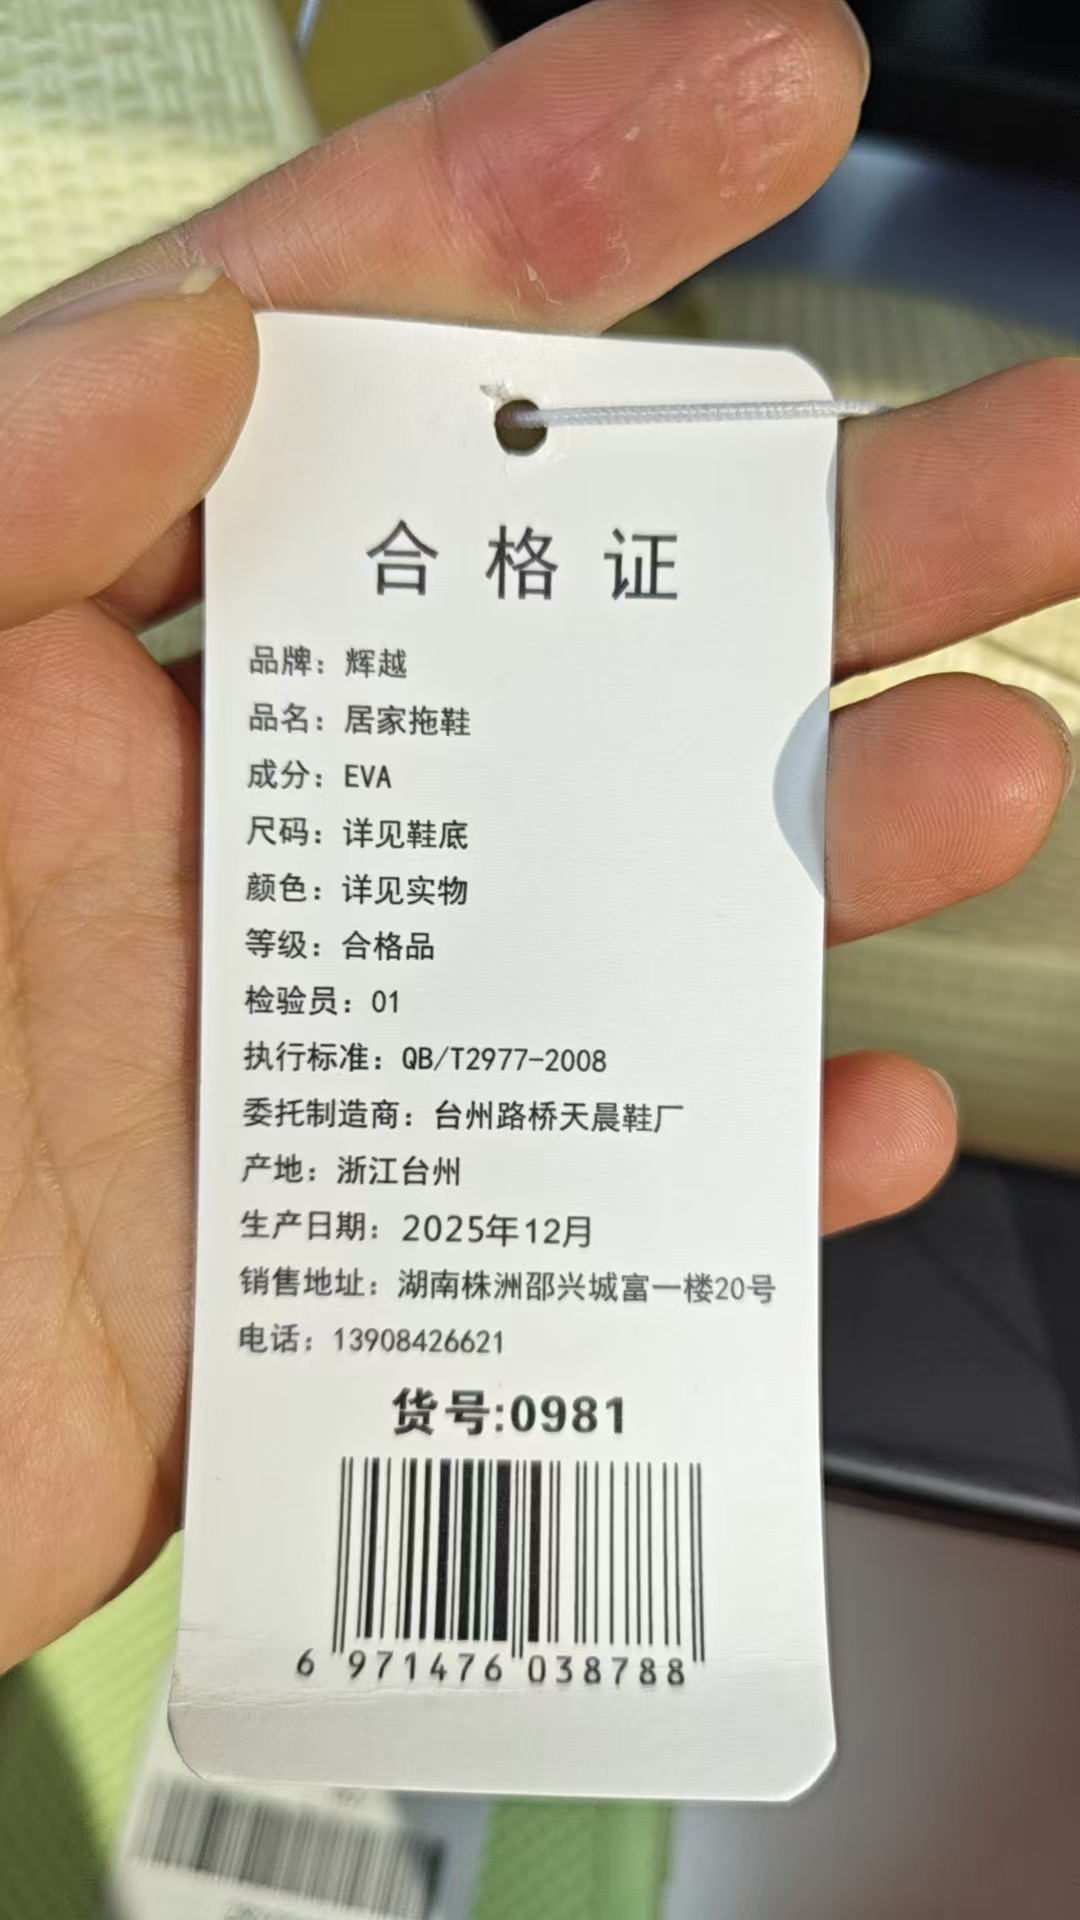 合格证
品牌：辉越
品名：居家拖鞋
成分：EVA
尺码：详见鞋底
颜色：详见实物
等级：合格品
检验员：01
执行标准：QB/T2977-2008
委托制造商：台州路桥天晨鞋厂
产地：浙江台州
生产日期：2025年12月
销售地址：湖南株洲邵兴城富一楼20号
电话：13908426621
货号:0981
6 971476 038788